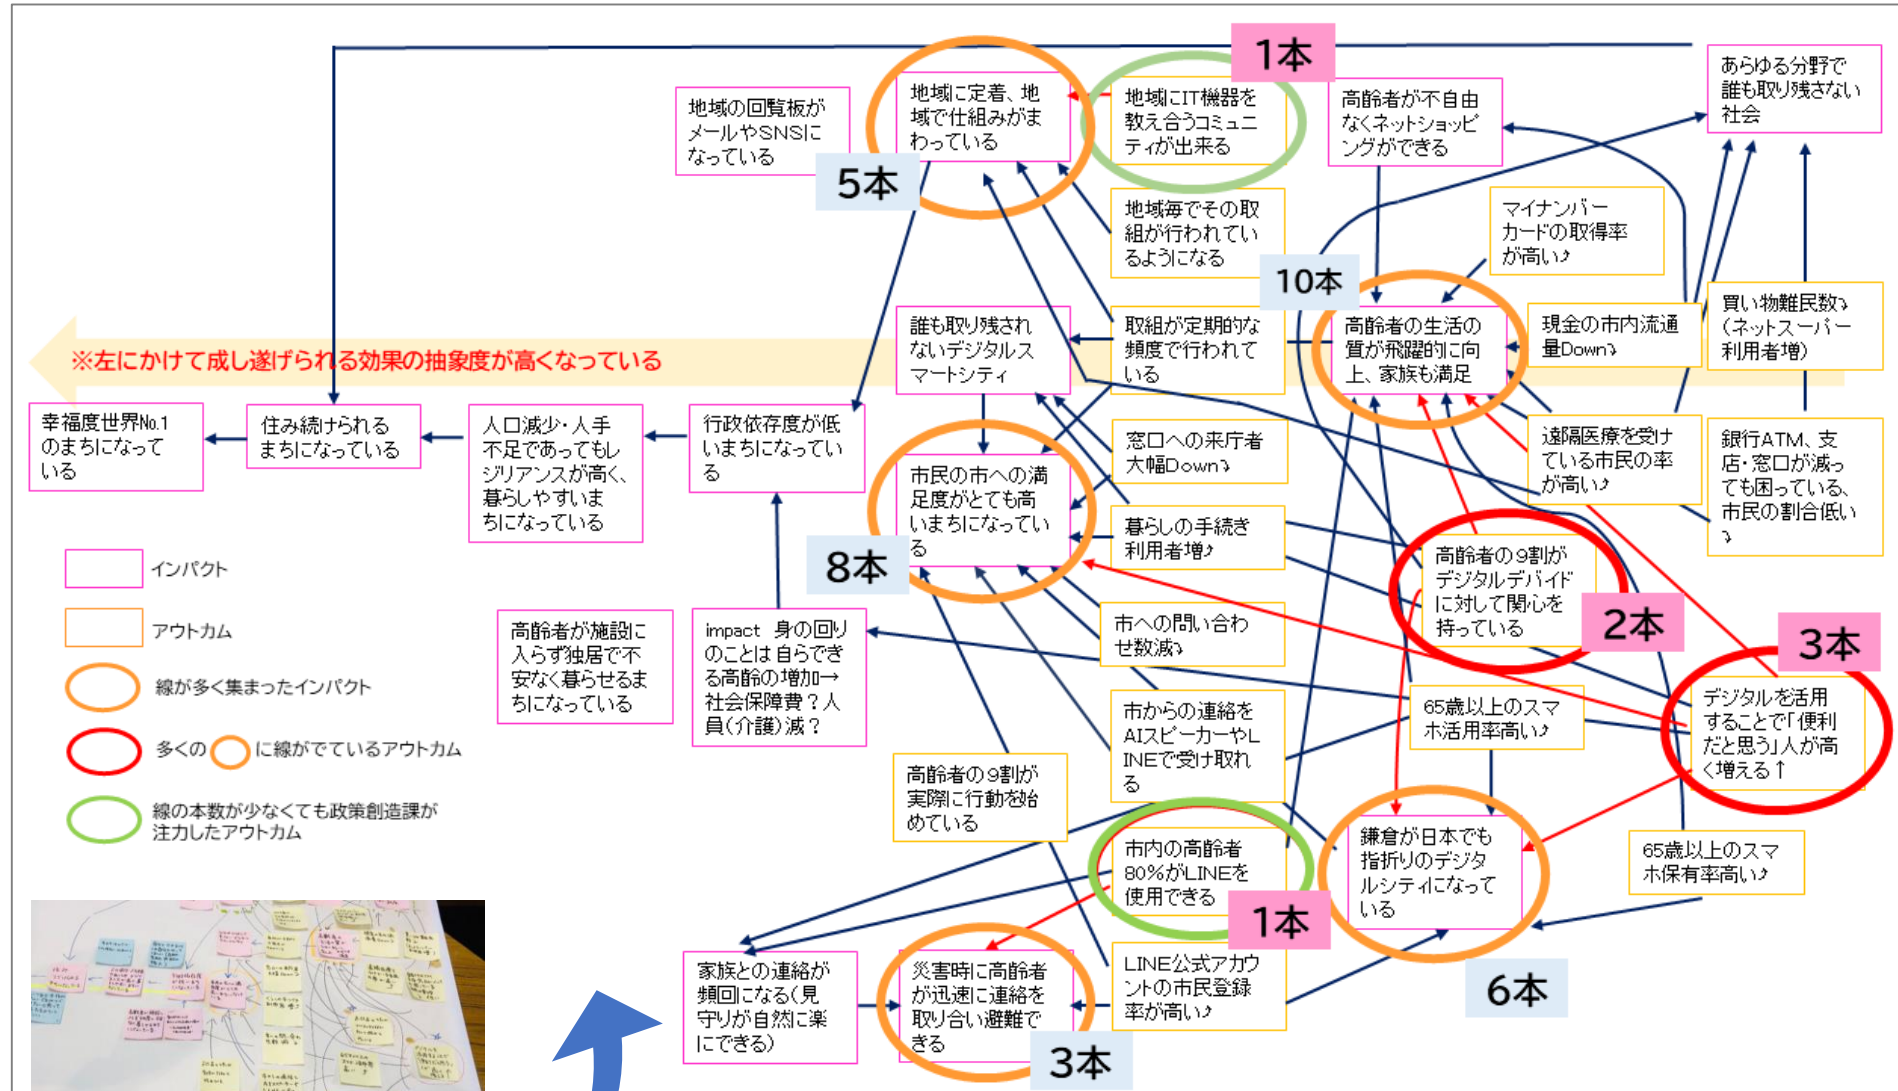 1本
あらゆる分野で
誰も取り残さない
社会
地域の回覧板が
メールやSNSに
なっている
地域に定着、地
域で仕組みがま
わっている
5本
地域にIT機器を
教え合うコミュニ
ティが出来る
高齢者が不自由
なくネットショッピ
ングができる
地域毎でその取
組が行われてい
るようになる
マイナンバー
カードの取得率
が高い⤴
10本
誰も取り残され
ないデジタルス
マートシティ
取組が定期的な
頻度で行われて
いる
高齢者の生活の
質が飛躍的に向
上、家族も満足
現金の市内流通
量Down⤵
買い物難民数⤵
(ネットスーパー
利用者増)
※左にかけて成し遂げられる効果の抽象度が高くなっている
幸福度世界No.1
のまちになって
いる
住み続けられる
まちになっている
人口減少・人手
不足であってもレ
ジリアンスが高く、
暮らしやすいま
ちになっている
行政依存度が低
いまちになってい
る
市民の市への満
足度がとても高
いまちになってい
る
8本
窓口への来庁者
大幅Down⤵
遠隔医療を受け
ている市民の率
が高い⤴
銀行ATM、支
店・窓口が減っ
ても困っている、
市民の割合低い
⤵
暮らしの手続き
利用者増⤴
高齢者の9割が
デジタルデバイド
に対して関心を
持っている
2本
3本
インパクト
アウトカム
線が多く集まったインパクト
多くの
に線がでているアウトカム
線の本数が少なくても政策創造課が
注力したアウトカム
高齢者が施設に
入らず独居で不
安なく暮らせるま
ちになっている
impact 身の回り
のことは自らでき
る高齢の増加→
社会保障費？人
員(介護)減？
市への問い合わ
せ数減⤵
市からの連絡を
AIスピーカーやL
INEで受け取れ
る
65歳以上のスマ
ホ活用率高い⤴
デジタルを活用
することで「便利
だと思う」人が高
く増える↑
高齢者の9割が
実際に行動を始
めている
市内の高齢者
80%がLINEを
使用できる
1本
鎌倉が日本でも
指折りのデジタ
ルシティになって
いる
6本
65歳以上のスマ
ホ保有率高い⤴
家族との連絡が
頻回になる(見
守りが自然に楽
にできる)
災害時に高齢者
が迅速に連絡を
取り合い避難で
きる
3本
LINE公式アカウ
ントの市民登録
率が高い⤴